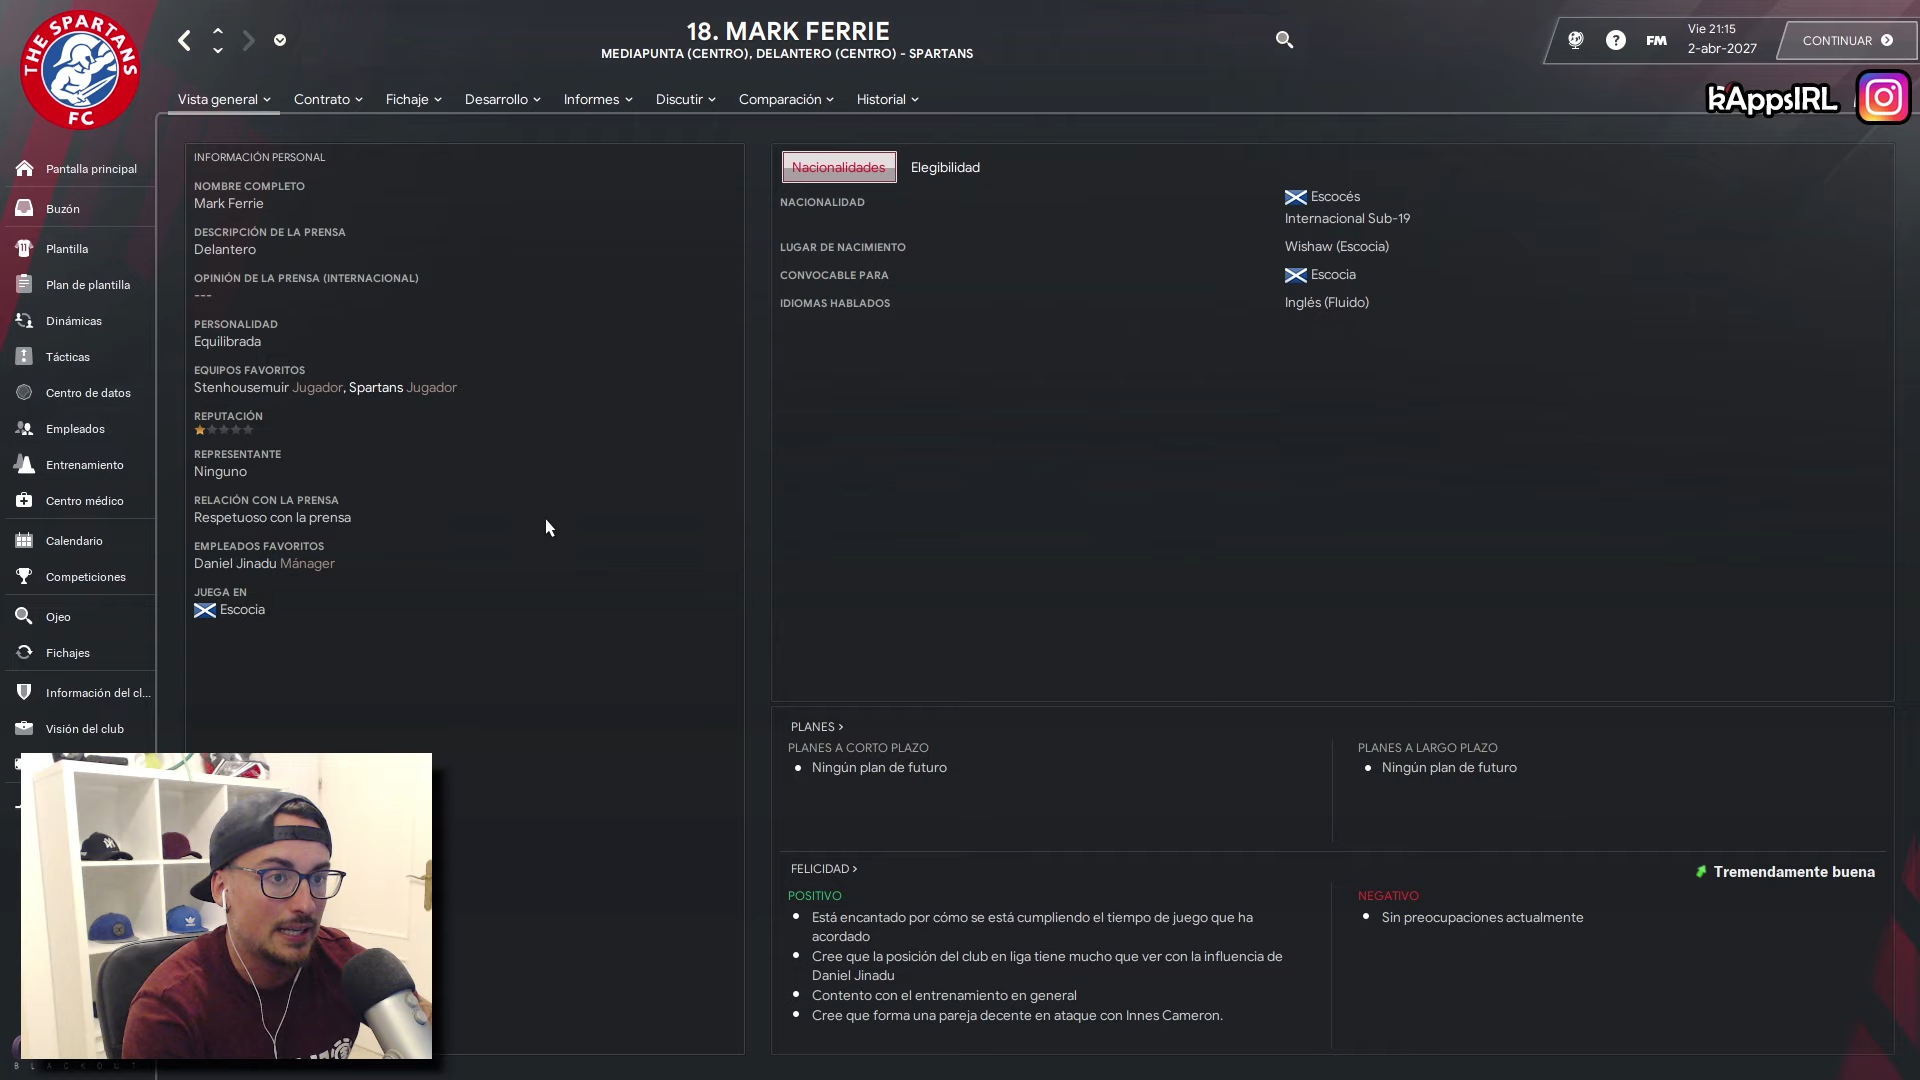 THE SPARTANS
FC
18. MARK FERRIE
MEDIAPUNTA (CENTRO), DELANTERO (CENTRO) - SPARTANS
FM
Vie 21:15
2-abr-2027
CONTINUAR
kAppsIRL
Vista general
Contrato
Fichaje
Desarrollo
Informes
Discutir
Comparación
Historial
Pantalla principal
Buzón
Plantilla
Plan de plantilla
Dinámicas
Tácticas
Centro de datos
Empleados
Entrenamiento
Centro médico
Calendario
Competiciones
Ojeo
Fichajes
Información del cl...
Visión del club
BLACKOUT
INFORMACIÓN PERSONAL
NOMBRE COMPLETO
Mark Ferrie
DESCRIPCIÓN DE LA PRENSA
Delantero
OPINIÓN DE LA PRENSA (INTERNACIONAL)
---
PERSONALIDAD
Equilibrada
EQUIPOS FAVORITOS
Stenhousemuir Jugador, Spartans Jugador
REPUTACIÓN
REPRESENTANTE
Ninguno
RELACIÓN CON LA PRENSA
Respetuoso con la prensa
EMPLEADOS FAVORITOS
Daniel Jinadu Mánager
JUEGA EN
Escocia
Nacionalidades
Elegibilidad
NACIONALIDAD
Escocés
Internacional Sub-19
LUGAR DE NACIMIENTO
Wishaw (Escocia)
CONVOCABLE PARA
Escocia
IDIOMAS HABLADOS
Inglés (Fluido)
PLANES >
PLANES A CORTO PLAZO
• Ningún plan de futuro
PLANES A LARGO PLAZO
• Ningún plan de futuro
FELICIDAD >
Tremendamente buena
POSITIVO
• Está encantado por cómo se está cumpliendo el tiempo de juego que ha
acordado
• Cree que la posición del club en liga tiene mucho que ver con la influencia de
Daniel Jinadu
• Contento con el entrenamiento en general
• Cree que forma una pareja decente en ataque con Innes Cameron.
NEGATIVO
• Sin preocupaciones actualmente